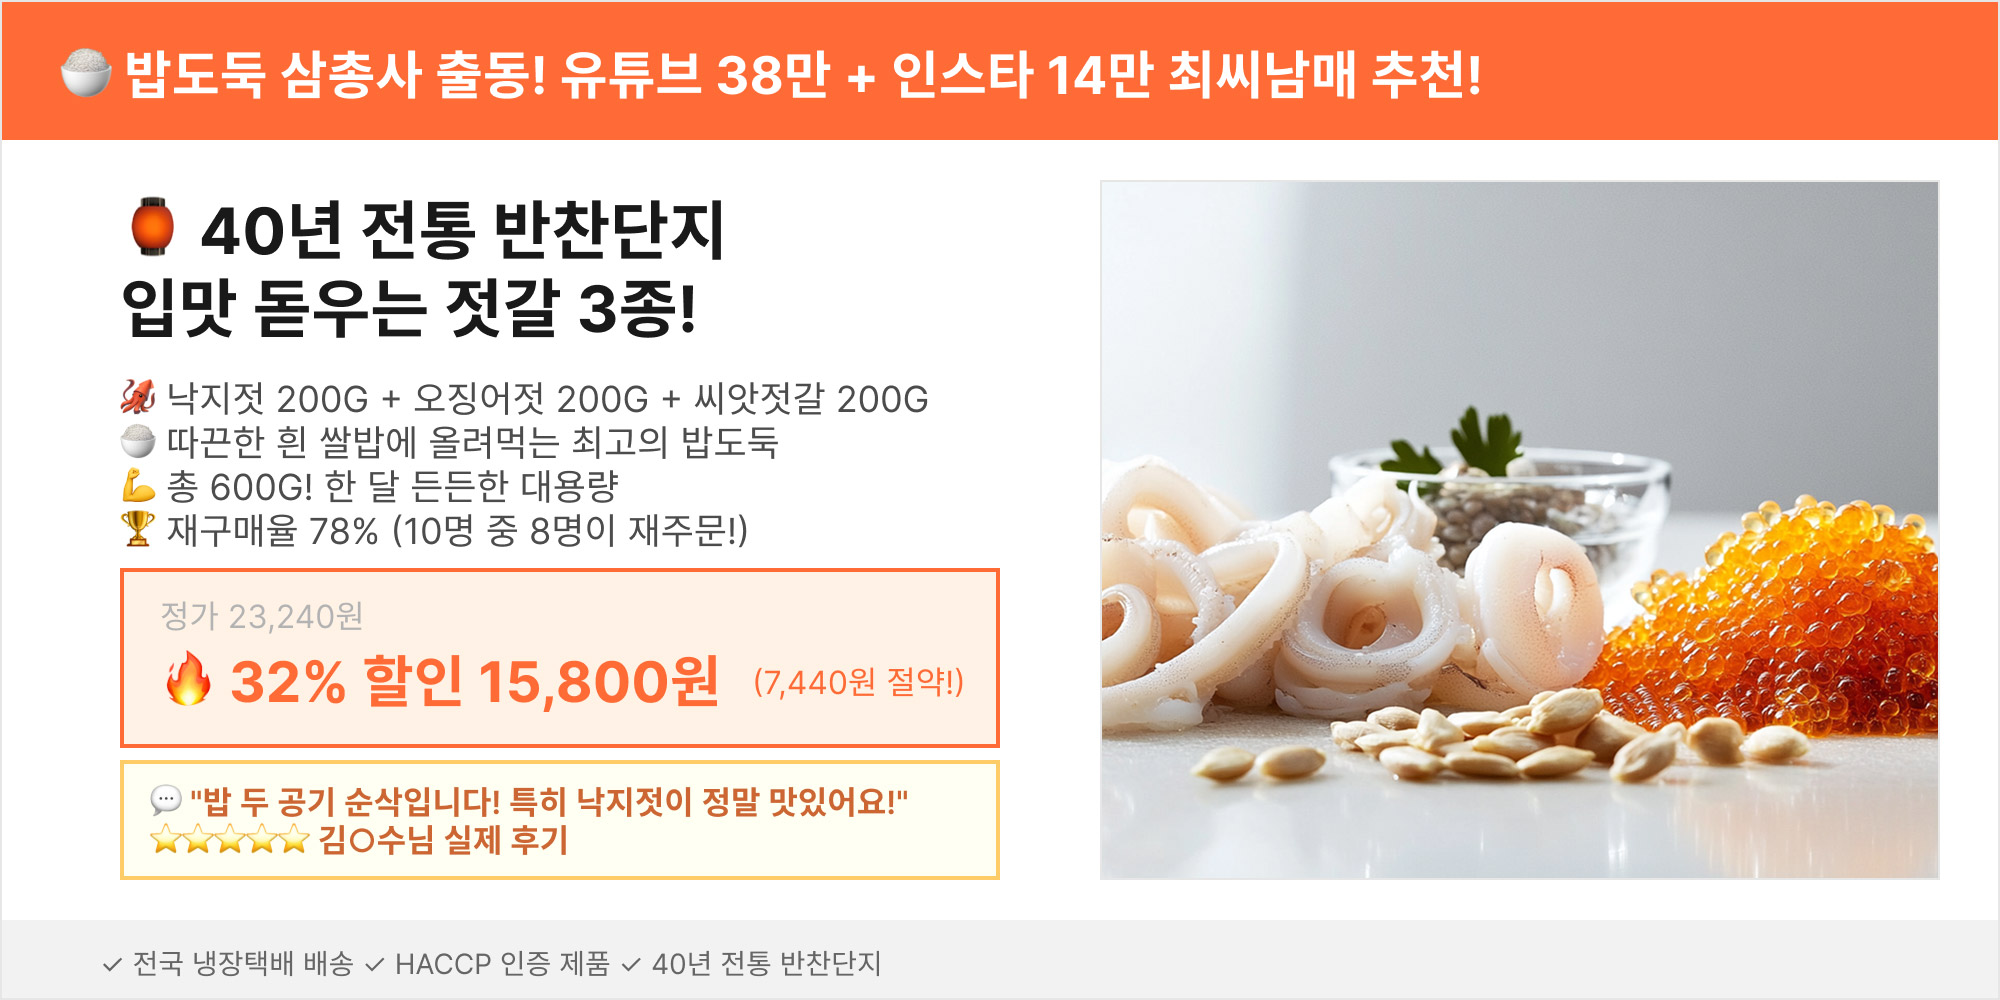 🍚 밥도둑 삼총사 출동! 유튜브 38만 + 인스타 14만 최씨남매 추천!
🏮 40년 전통 반찬단지
입맛 돋우는 젓갈 3종!
🦑 낙지젓 200G + 오징어젓 200G + 씨앗젓갈 200G
🍚 따끈한 흰 쌀밥에 올려먹는 최고의 밥도둑
💪 총 600G! 한 달 든든한 대용량
🏆 재구매율 78% (10명 중 8명이 재주문!)
정가 23,240원
🔥 32% 할인 15,800원 (7,440원 절약!)
💬 "밥 두 공기 순삭입니다! 특히 낙지젓이 정말 맛있어요!"
⭐⭐⭐⭐⭐ 김○수님 실제 후기
✓ 전국 냉장택배 배송 ✓ HACCP 인증 제품 ✓ 40년 전통 반찬단지